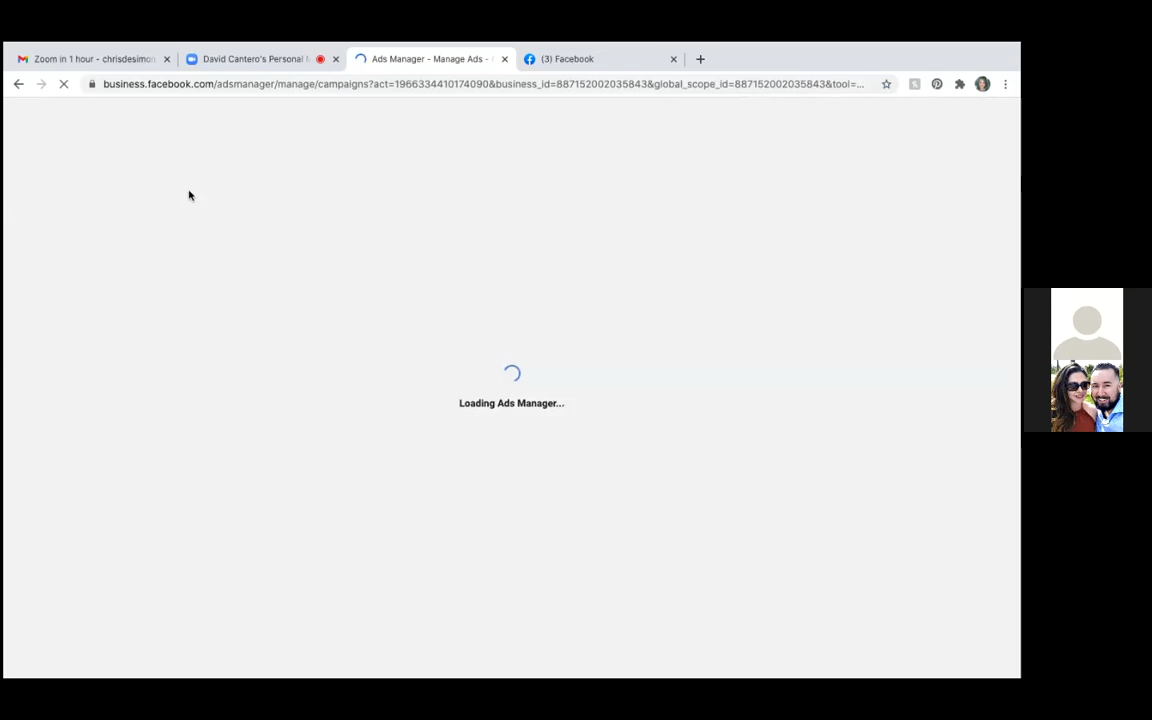 Zoom in 1 hour - chrisdesimon
David Cantero's Personal
Ads Manager - Manage Ads -
(3) Facebook
business.facebook.com/adsmanager/manage/campaigns?act=1966334410174090&business_id=887152002035843&global_scope_id=887152002035843&tool=...
Loading Ads Manager...